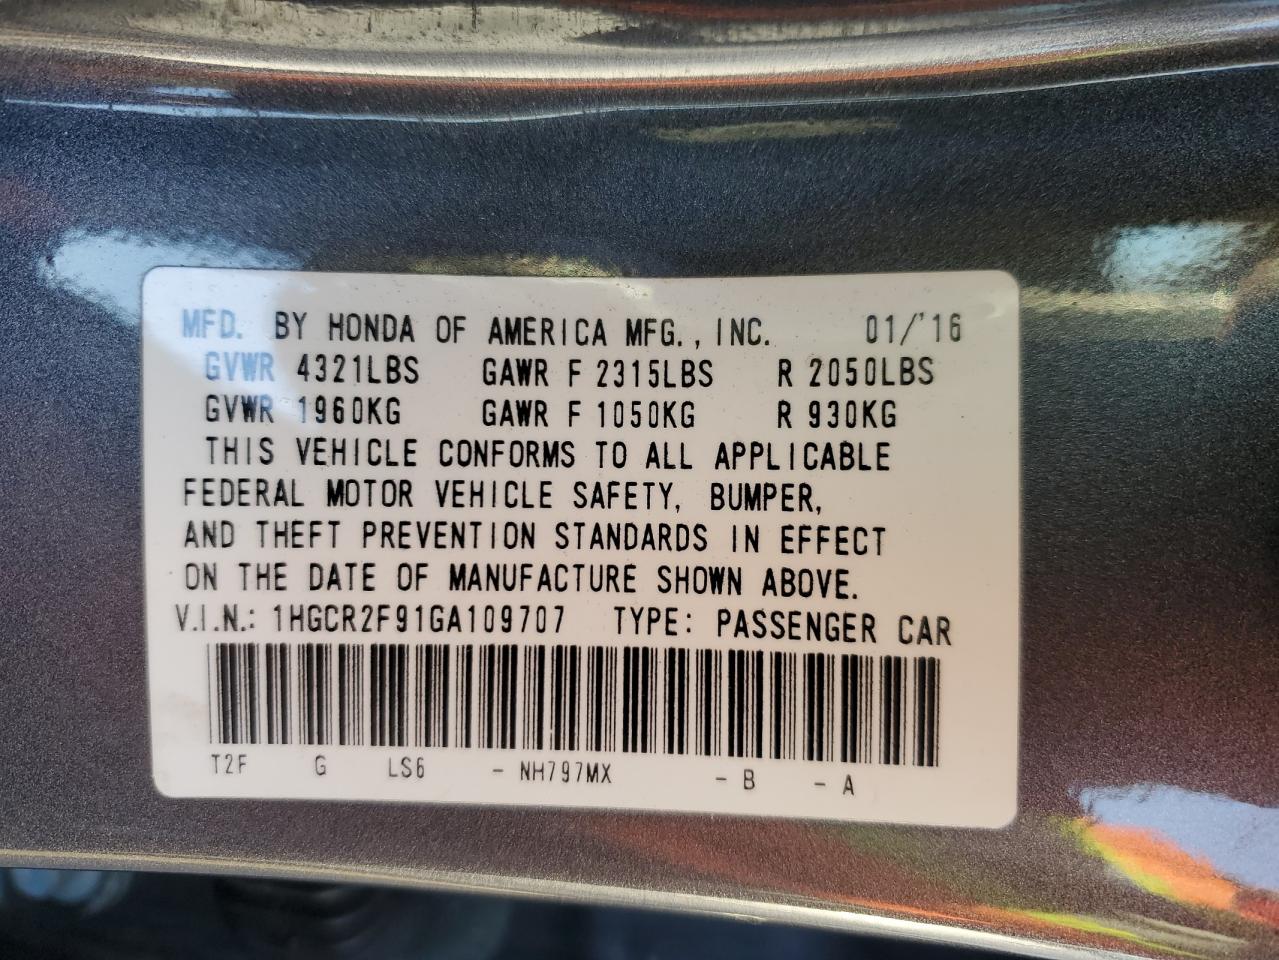 MFD. BY HONDA OF AMERICA MFG., INC. 01/'16
GVWR 4321LBS GAWR F 2315LBS R 2050LBS
GVWR 1960KG GAWR F 1050KG R 930KG
THIS VEHICLE CONFORMS TO ALL APPLICABLE
FEDERAL MOTOR VEHICLE SAFETY, BUMPER,
AND THEFT PREVENTION STANDARDS IN EFFECT
ON THE DATE OF MANUFACTURE SHOWN ABOVE.
V.I.N.: 1HGCR2F91GA109707 TYPE: PASSENGER CAR
T2F G LS6 - NH797MX - B - A